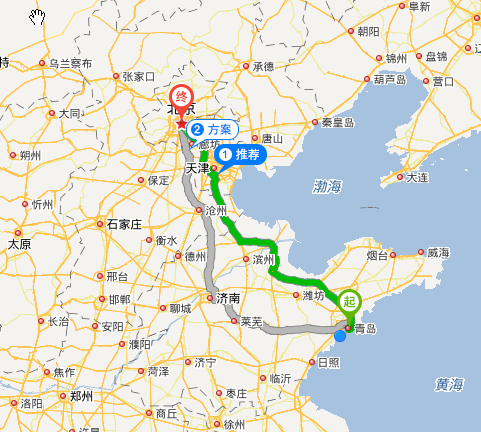 阜新
朝阳
锦州
盘锦
特
乌兰察布
张家口
承德
葫芦岛
营口
终
北京
大同
秦皇岛
2 方案
唐山
廊坊
朔州
天津
1 推荐
大连
保定
渤海
忻州
沧州
石家庄
太原
衡水
烟台
威海
德州
滨州
邢台
潍坊
起
邯郸
济南
聊城
长治
安阳
莱芜
青岛
濮阳
济宁
日照
焦作
菏泽
临沂
黄海
郑州
枣庄
洛阳
商丘
徐州
许昌